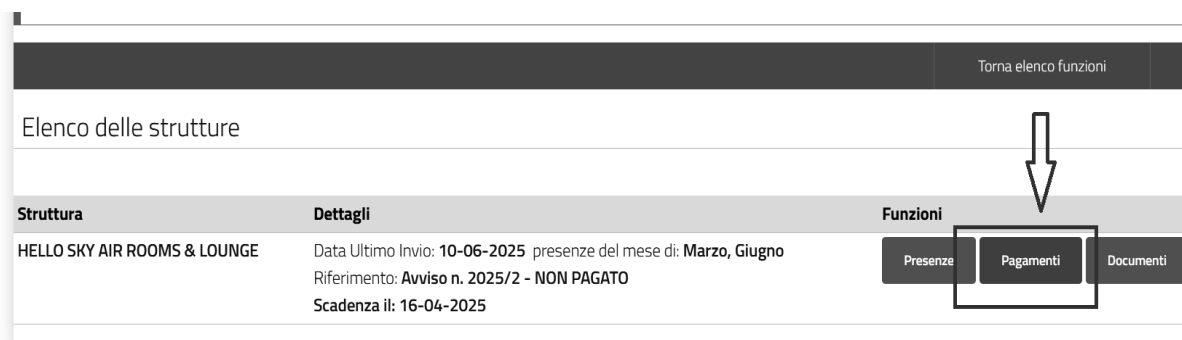 Torna elenco funzioni
Elenco delle strutture
Struttura Dettagli Funzioni
HELLO SKY AIR ROOMS & LOUNGE Data Ultimo Invio: 10-06-2025 presenze del mese di: Marzo, Giugno Presenze Pagamenti Documenti
Riferimento: Avviso n. 2025/2 - NON PAGATO
Scadenza il: 16-04-2025